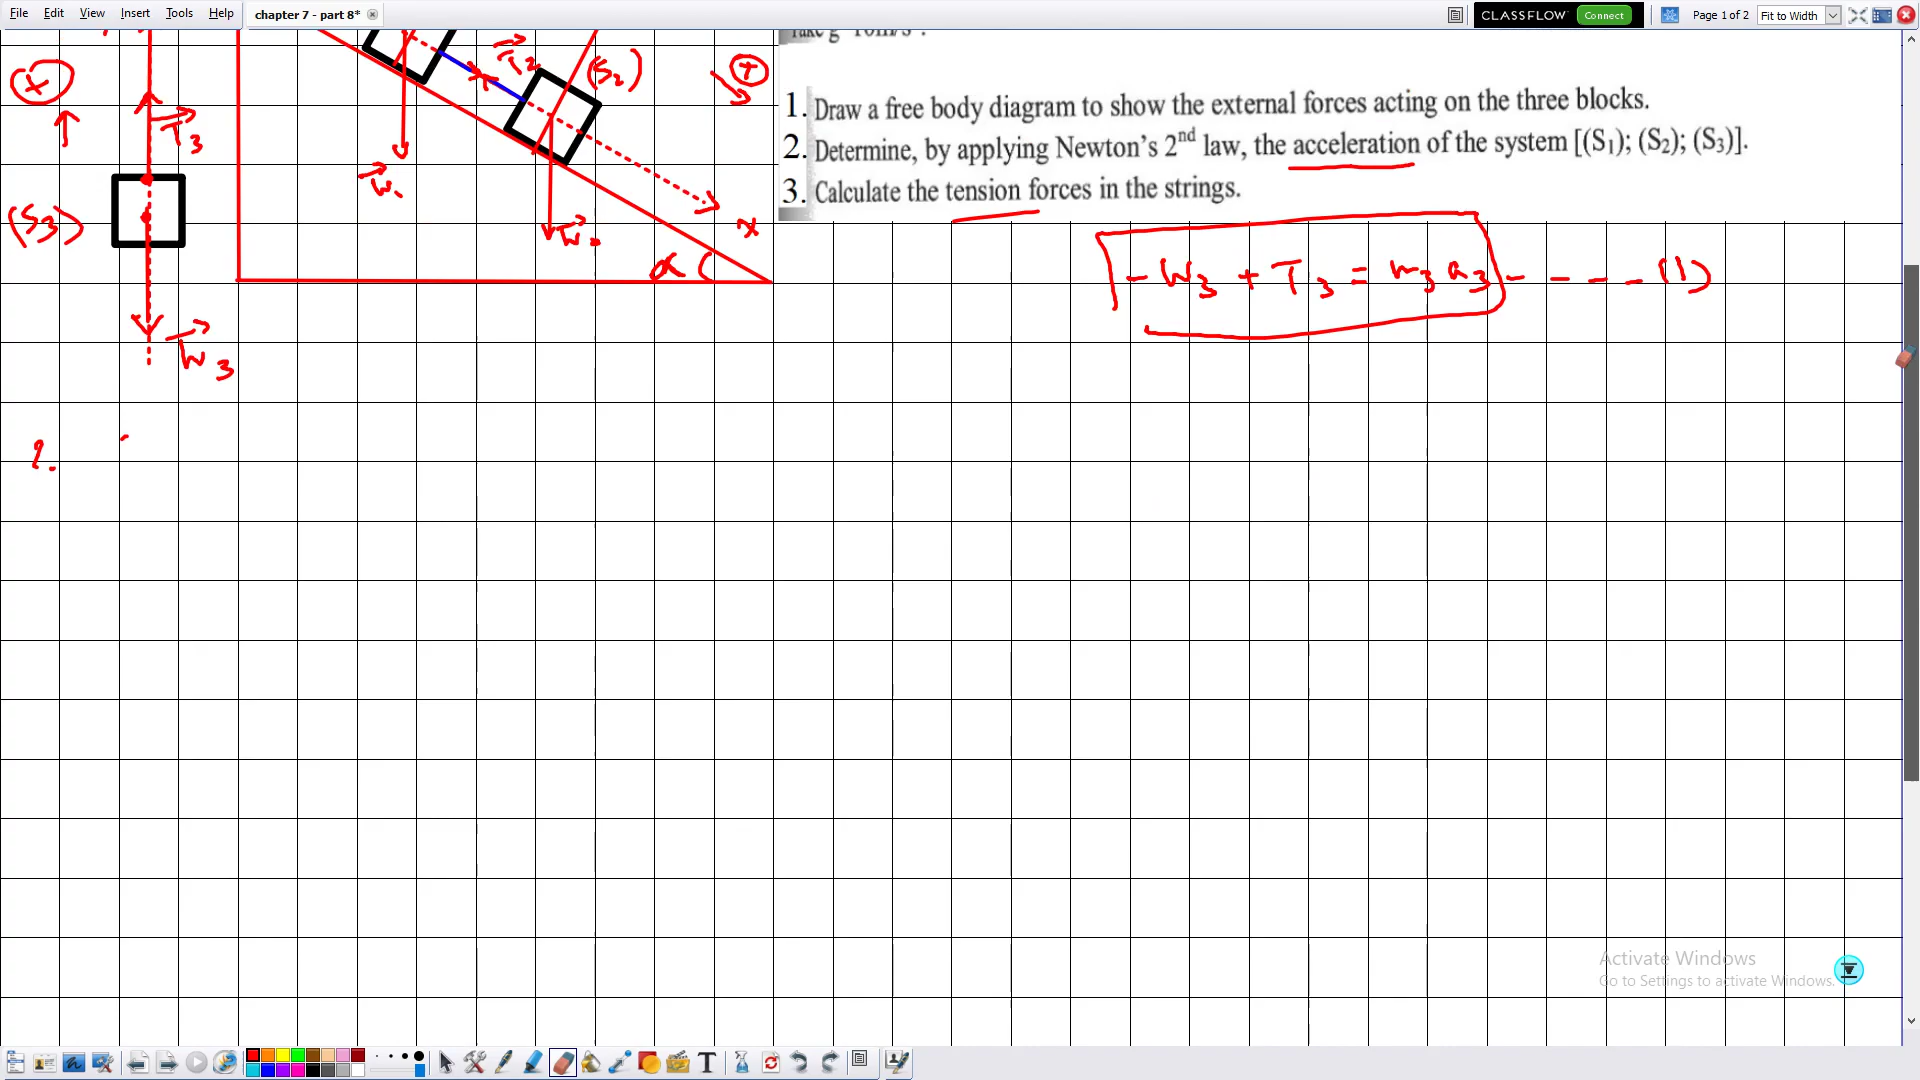 File Edit View Insert Tools Help
chapter 7 - part 8*
CLASSFLOW Connect
Page 1 of 2
Fit to Width
1. Draw a free body diagram to show the external forces acting on the three blocks.
2. Determine, by applying Newton's 2nd law, the acceleration of the system [(S1); (S2); (S3)].
3. Calculate the tension forces in the strings.
- W3 + T3 = m3 a3 - - - - (1)
+
T3
(S3)
W3
W1
T2
(S2)
+
W2
α
x
2.
Activate Windows
Go to Settings to activate Windows.
T